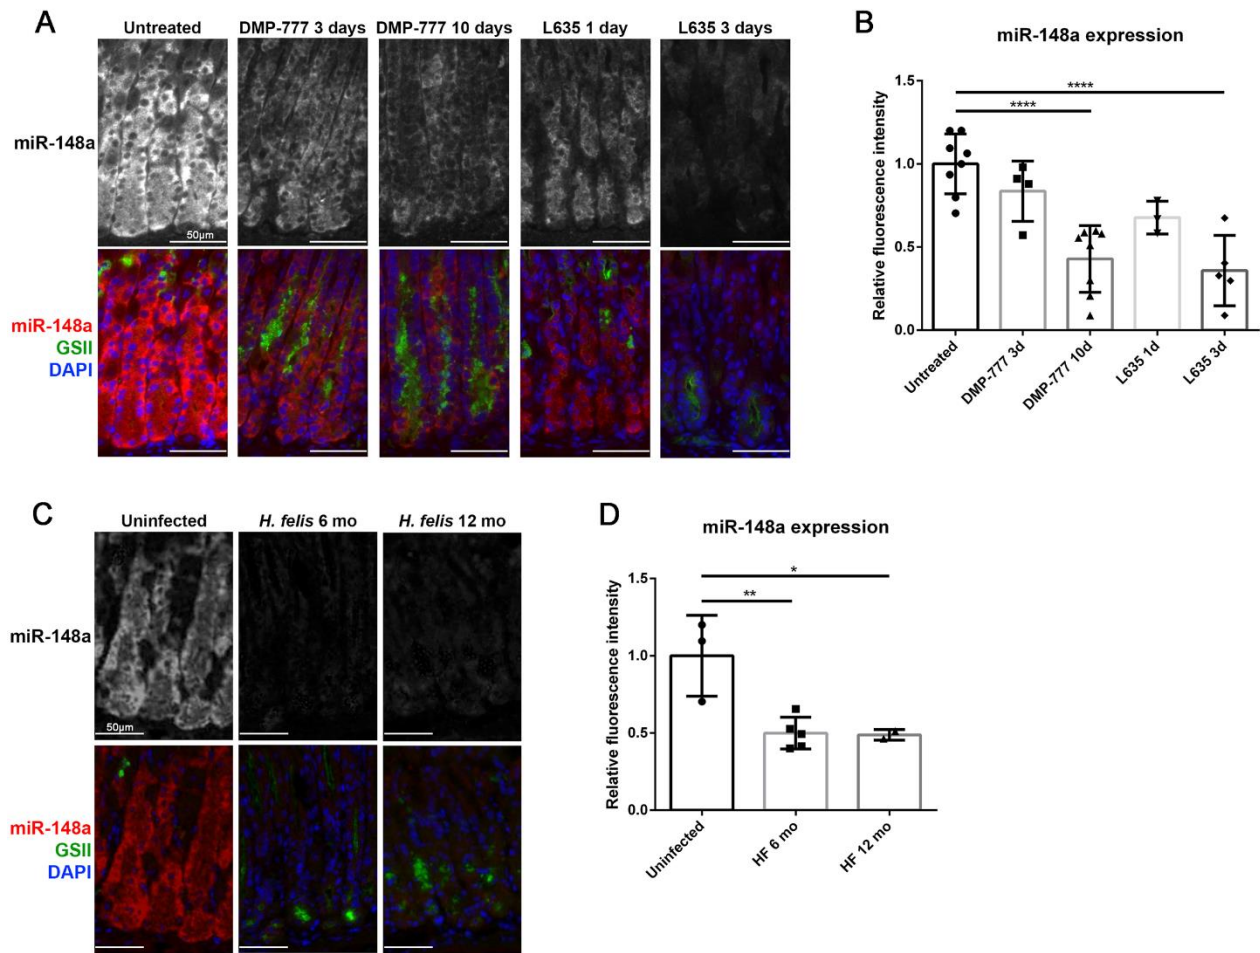 A
Untreated
DMP-777 3 days
DMP-777 10 days
L635 1 day
L635 3 days
miR-148a
50μm
miR-148a
GSII
DAPI
B
miR-148a expression
Relative fluorescence intensity
1.5
1.0
0.5
0.0
****
****
Untreated
DMP-777 3d
DMP-777 10d
L635 1d
L635 3d
C
Uninfected
H. felis 6 mo
H. felis 12 mo
miR-148a
50μm
miR-148a
GSII
DAPI
D
miR-148a expression
Relative fluorescence intensity
1.5
1.0
0.5
0.0
*
**
Uninfected
HF 6 mo
HF 12 mo